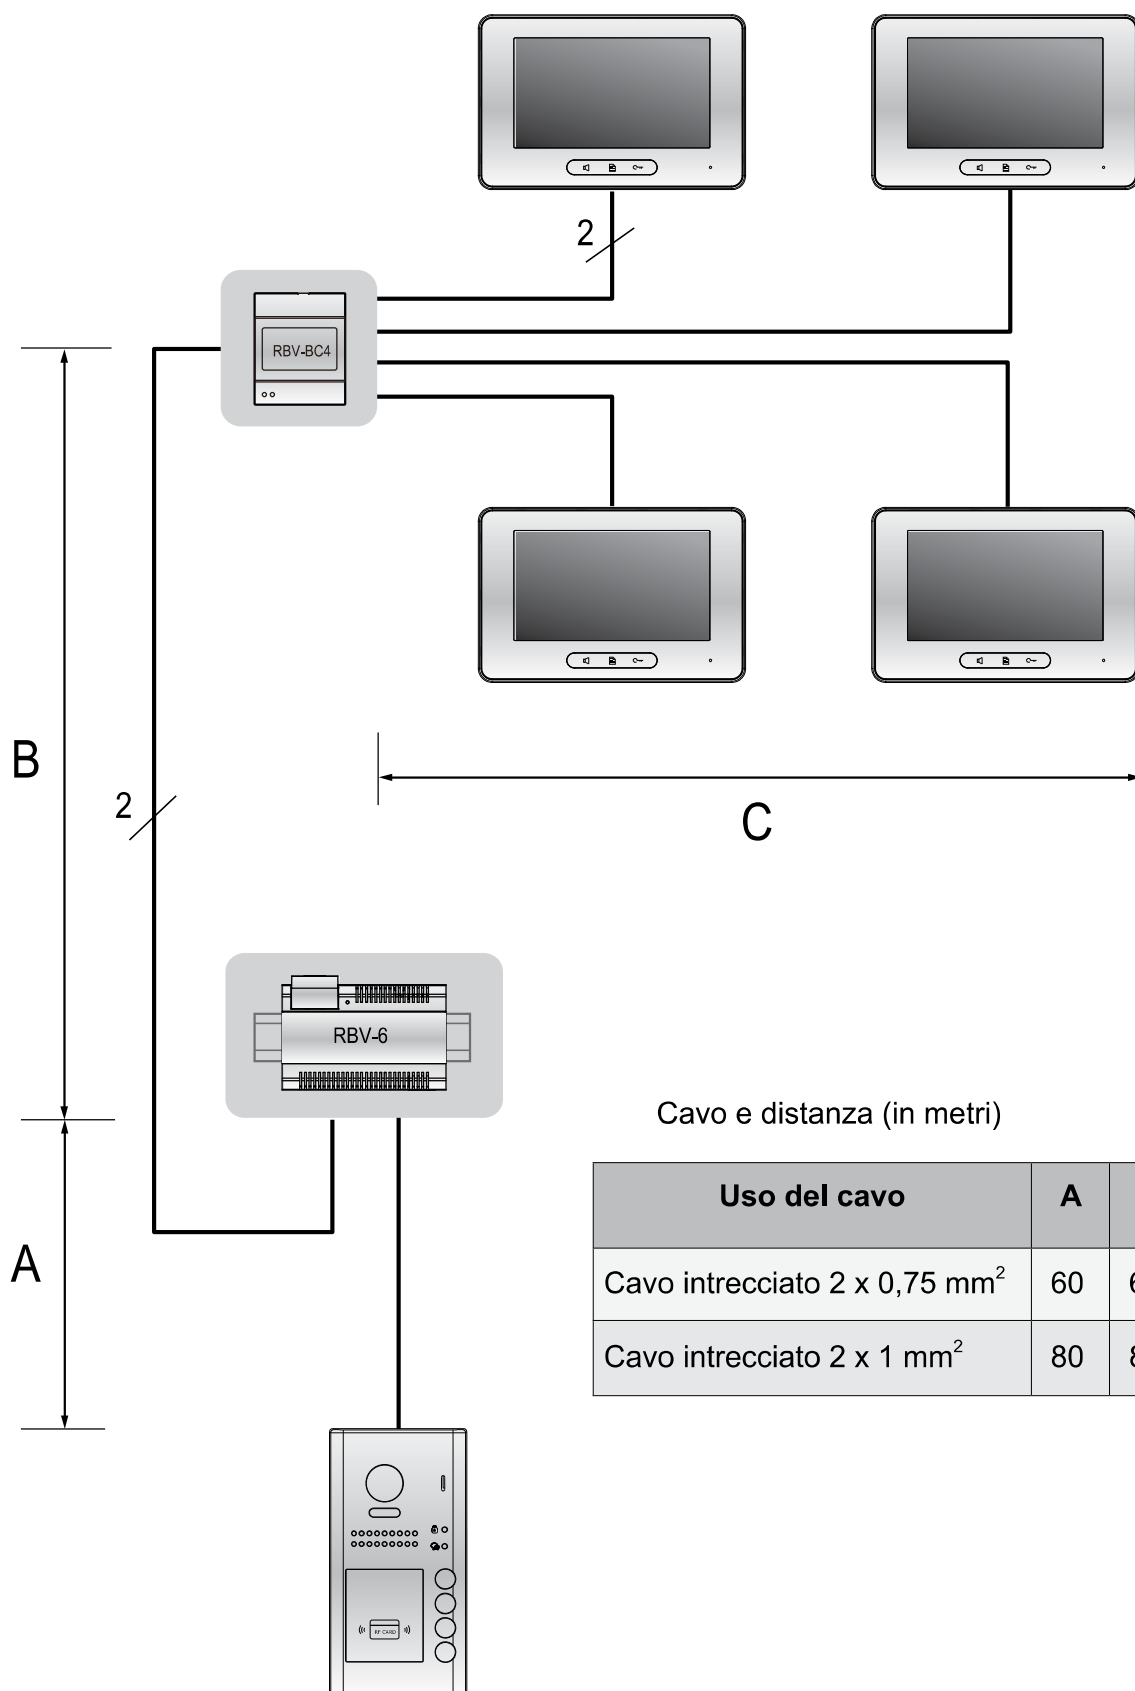 2
RBV-BC4
B
2
C
RBV-6
Cavo e distanza (in metri)
Uso del cavo A
Cavo intrecciato 2 x 0,75 mm² 60
Cavo intrecciato 2 x 1 mm² 80
A
RF CARD